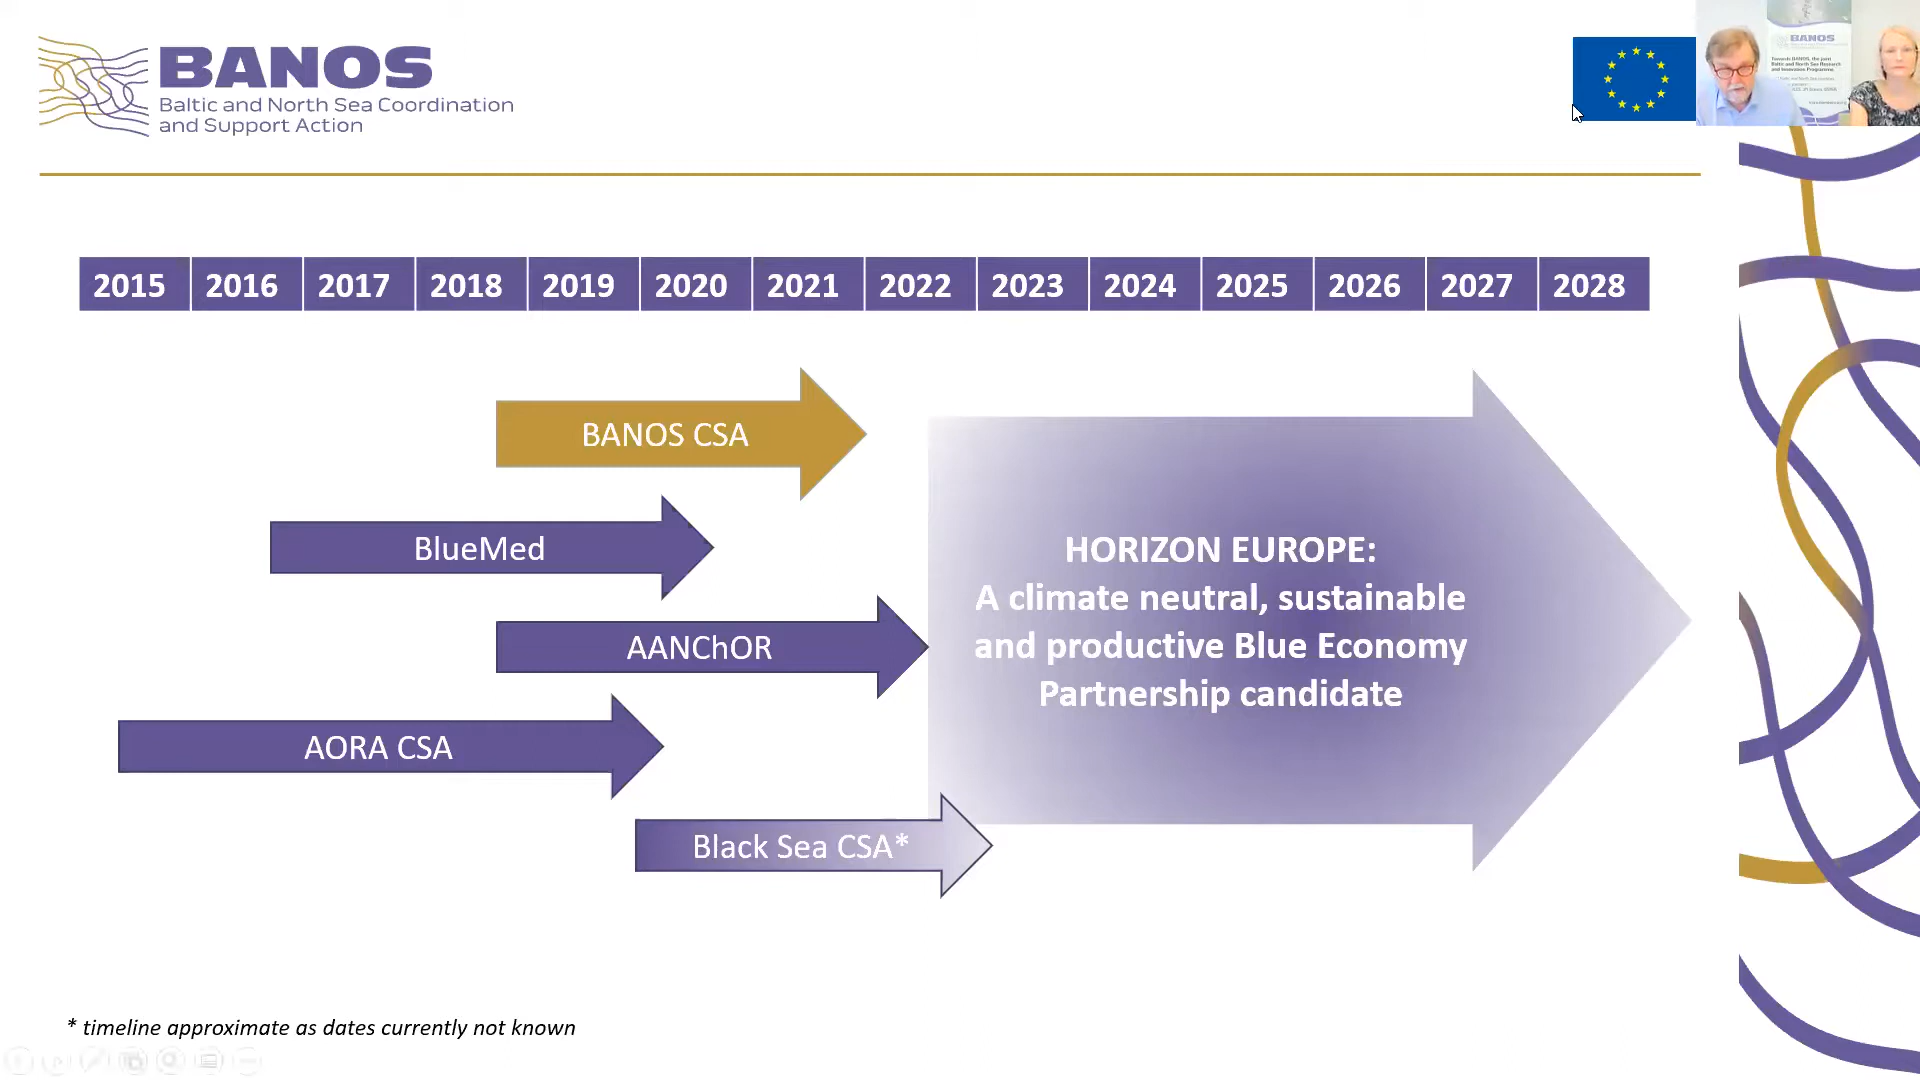 BANOS
Baltic and North Sea Coordination
and Support Action
BANOS
2015 2016 2017 2018 2019 2020 2021 2022 2023 2024 2025 2026 2027 2028
BANOS CSA
BlueMed
AANChOR
AORA CSA
Black Sea CSA*
HORIZON EUROPE:
A climate neutral, sustainable
and productive Blue Economy
Partnership candidate
* timeline approximate as dates currently not known